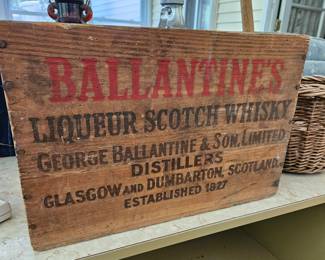 BALLANTINE'S
LIQUEUR SCOTCH WHISKY
GEORGE BALLANTINE & SON, LIMITED
DISTILLERS
GLASGOW AND DUMBARTON, SCOTLAND.
ESTABLISHED 1827